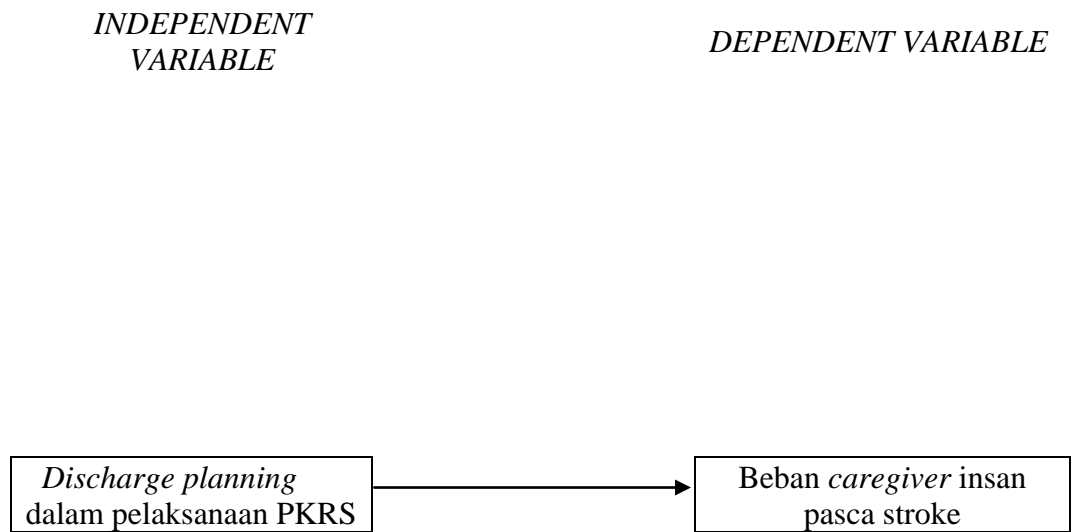 INDEPENDENT
VARIABLE
DEPENDENT VARIABLE
Discharge planning
dalam pelaksanaan PKRS
Beban caregiver insan
pasca stroke